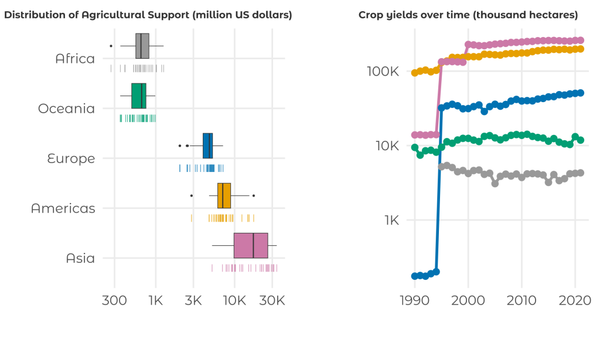 Distribution of Agricultural Support (million US dollars)
Crop yields over time (thousand hectares)
Africa
Oceania
Europe
Americas
Asia
300 1K 3K 10K 30K
100K
10K
1K
1990 2000 2010 2020